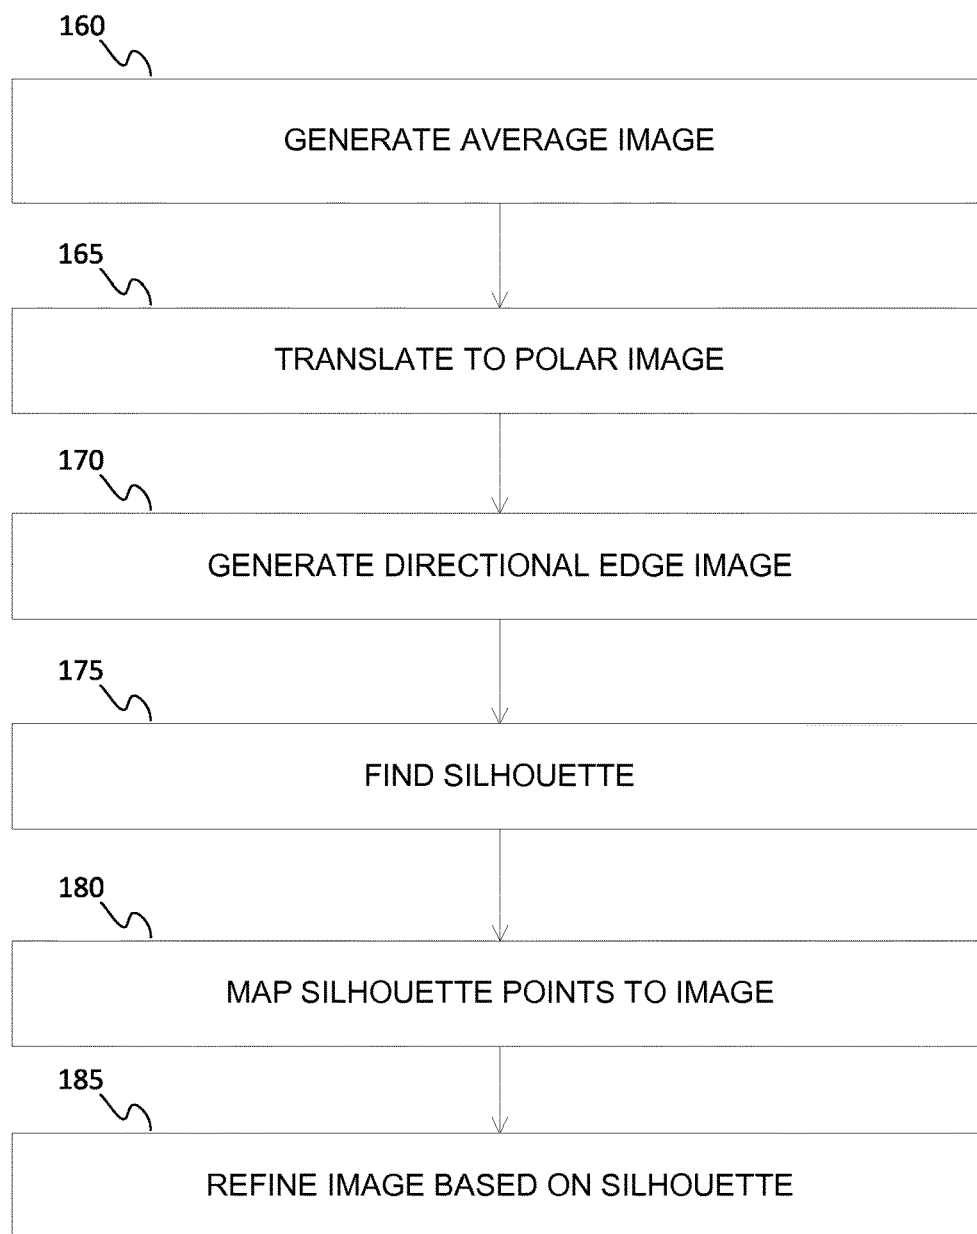 160
GENERATE AVERAGE IMAGE
165
TRANSLATE TO POLAR IMAGE
170
GENERATE DIRECTIONAL EDGE IMAGE
175
FIND SILHOUETTE
180
MAP SILHOUETTE POINTS TO IMAGE
185
REFINE IMAGE BASED ON SILHOUETTE